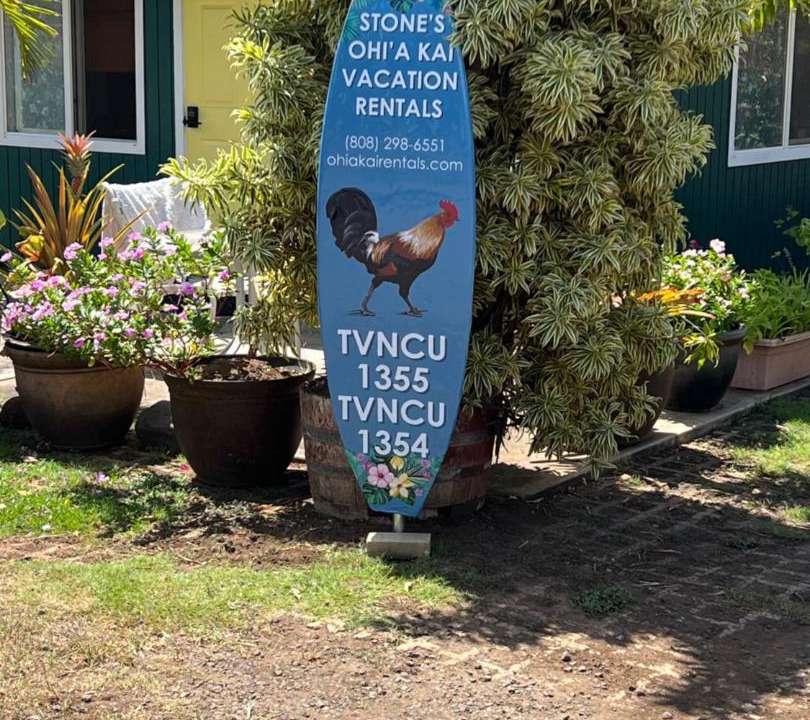 STONE'S
OHI'A KAI
VACATION
RENTALS
(808) 298-6551
ohiakairentals.com
TVNCU
1355
TVNCU
1354